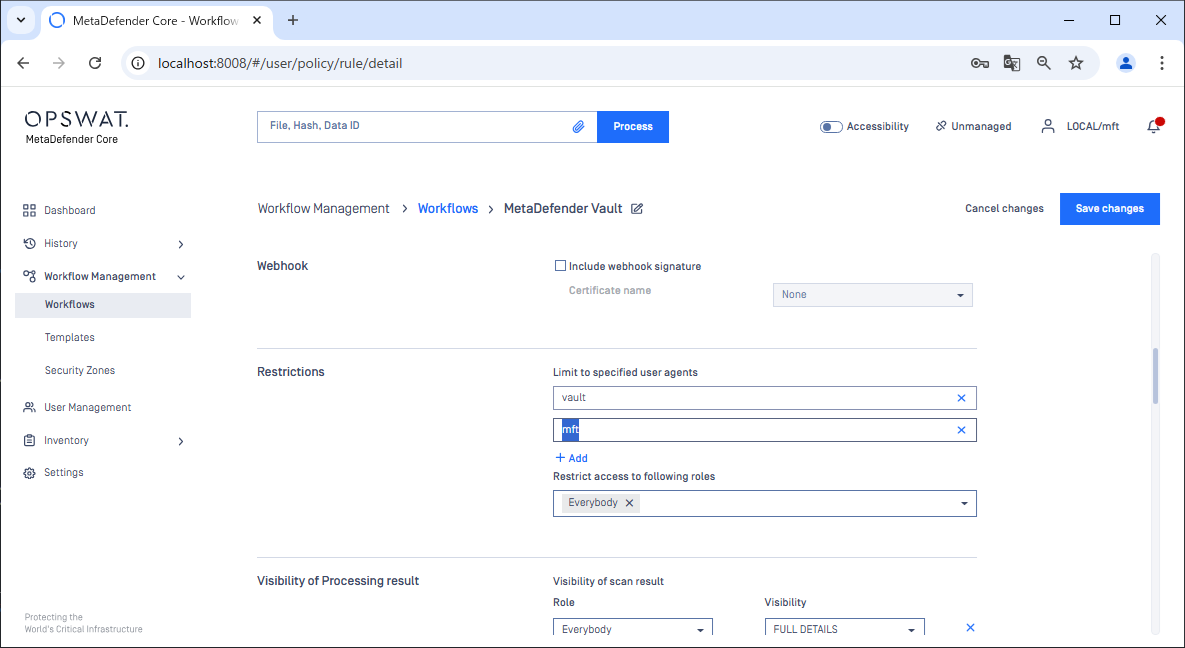 MetaDefender Core - Workflow
localhost:8008/#/user/policy/rule/detail
OPSWAT.
MetaDefender Core
File, Hash, Data ID
Process
Accessibility
Unmanaged
LOCAL/mft
Dashboard
History
Workflow Management
Workflows
Templates
Security Zones
User Management
Inventory
Settings
Protecting the
World's Critical Infrastructure
Workflow Management > Workflows > MetaDefender Vault
Cancel changes
Save changes
Webhook
Include webhook signature
Certificate name
None
Restrictions
Limit to specified user agents
vault
mft
+ Add
Restrict access to following roles
Everybody
Visibility of Processing result
Visibility of scan result
Role
Visibility
Everybody
FULL DETAILS